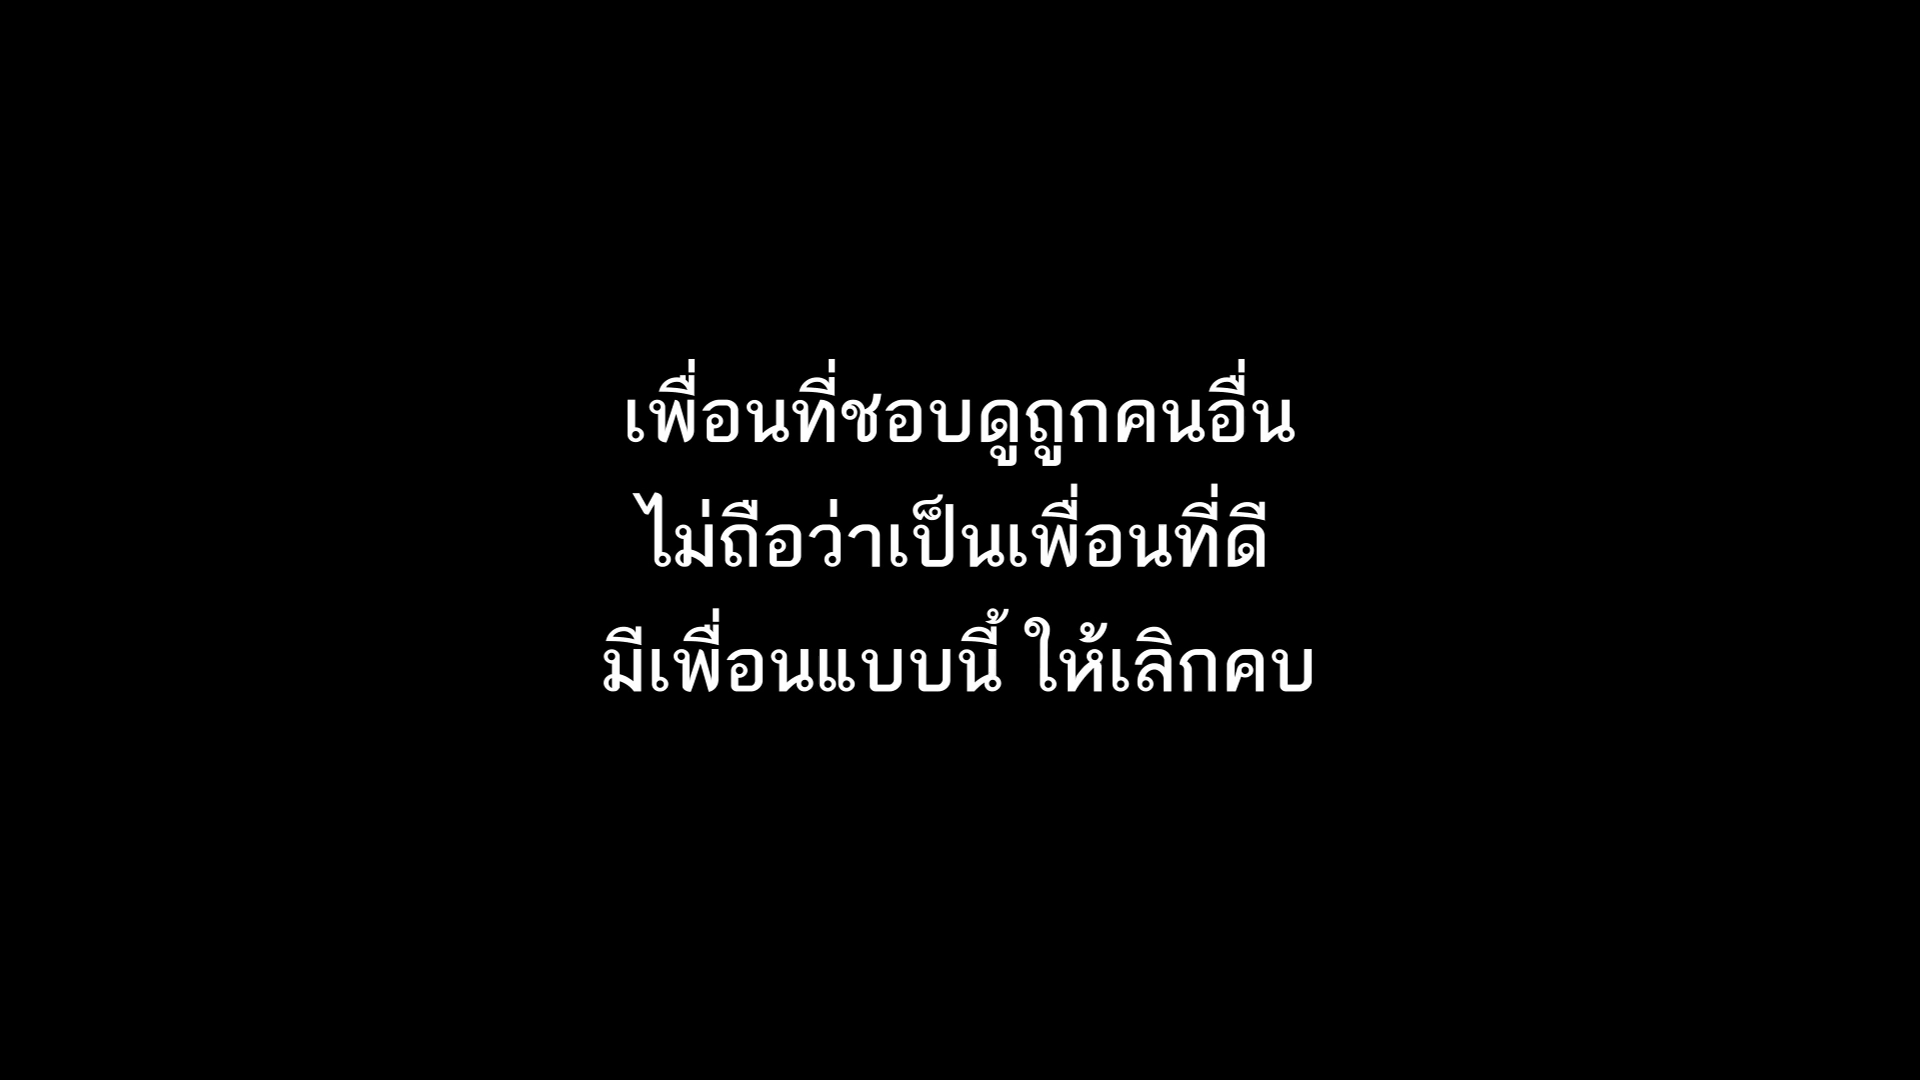 เพื่อนที่ชอบดูถูกคนอื่น
ไม่ถือว่าเป็นเพื่อนที่ดี
มีเพื่อนแบบนี้ ให้เลิกคบ